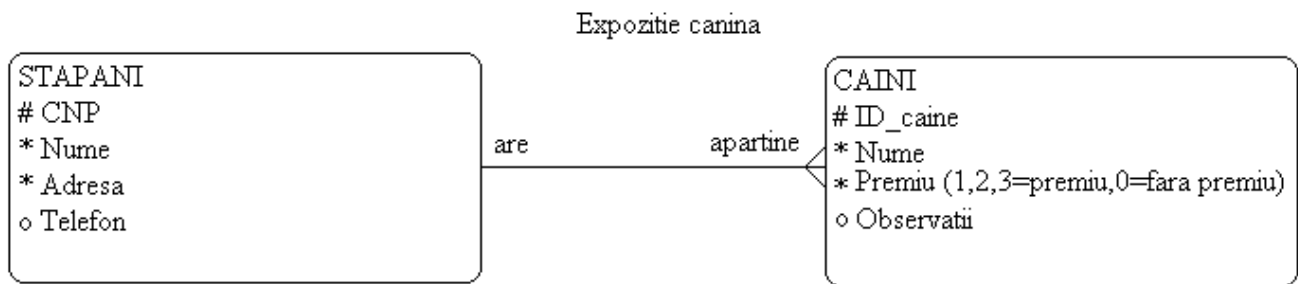 Expozitie canina
STAPANI
# CNP
* Nume
* Adresa
o Telefon
are
apartine
CAINI
# ID_caine
* Nume
* Premiu (1,2,3=premiu,0=fara premiu)
o Observatii